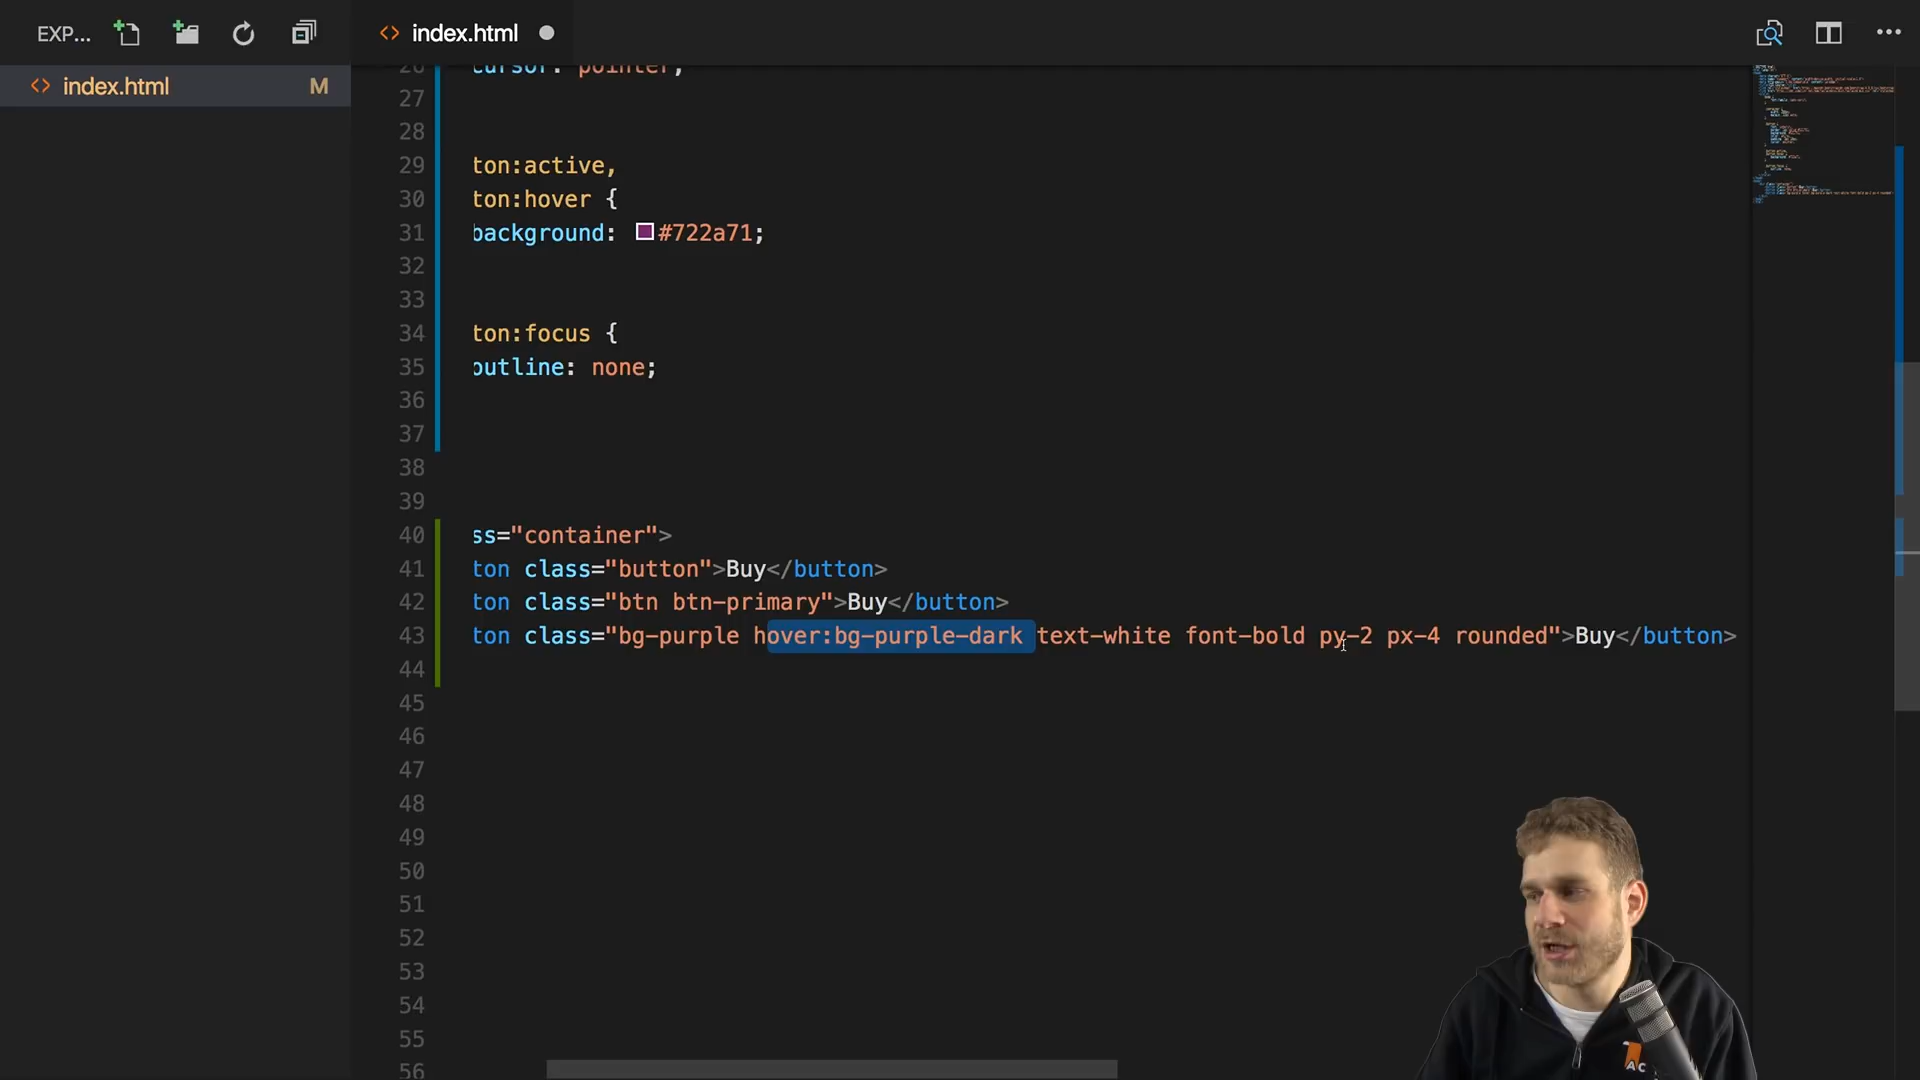 EXP...
index.html
index.html
M
26
cursor: pointer;
27
28
29
ton:active,
30
ton:hover {
31
background: #722a71;
32
33
34
ton:focus {
35
outline: none;
36
37
38
39
40
ss="container">
41
ton class="button">Buy</button>
42
ton class="btn btn-primary">Buy</button>
43
ton class="bg-purple hover:bg-purple-dark text-white font-bold py-2 px-4 rounded">Buy</button>
44
45
46
47
48
49
50
51
52
53
54
55
56
AC